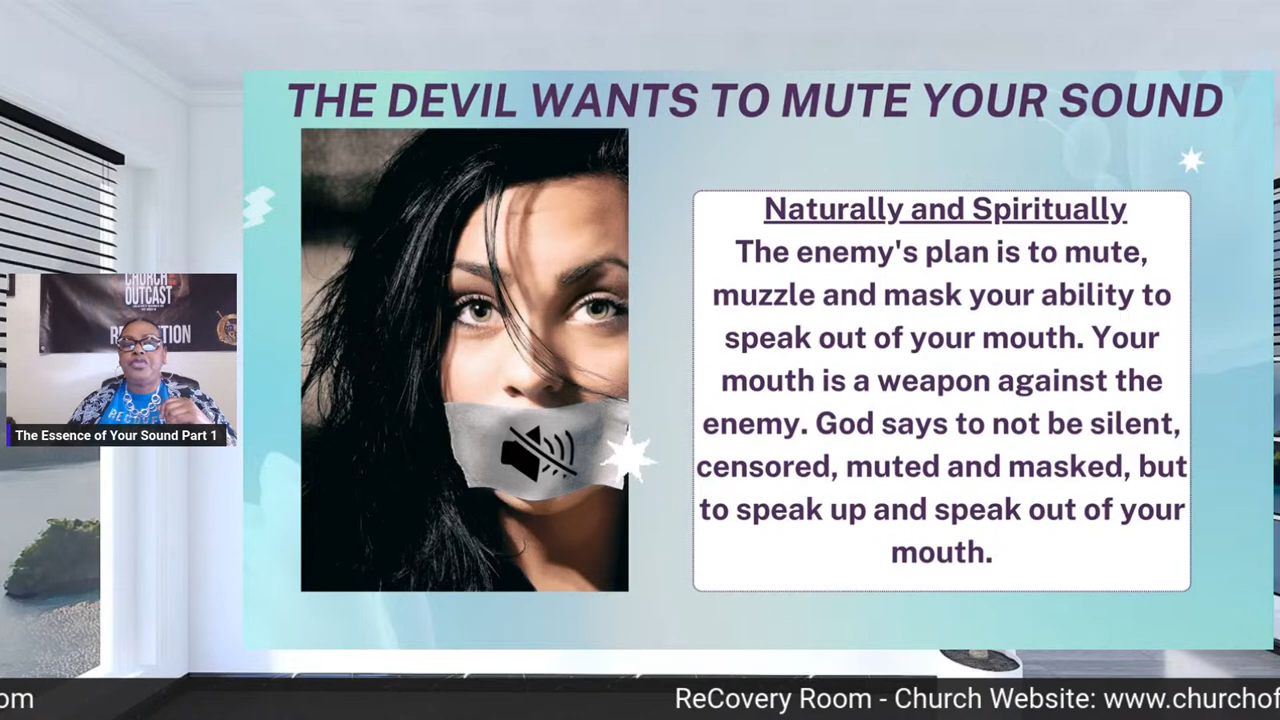 THE DEVIL WANTS TO MUTE YOUR SOUND
Naturally and Spiritually
The enemy's plan is to mute,
muzzle and mask your ability to
speak out of your mouth. Your
mouth is a weapon against the
enemy. God says to not be silent,
censored, muted and masked, but
to speak up and speak out of your
mouth.
CHURCH
OUTCAST
The Essence of Your Sound Part 1
om
ReCovery Room - Church Website: www.churchof